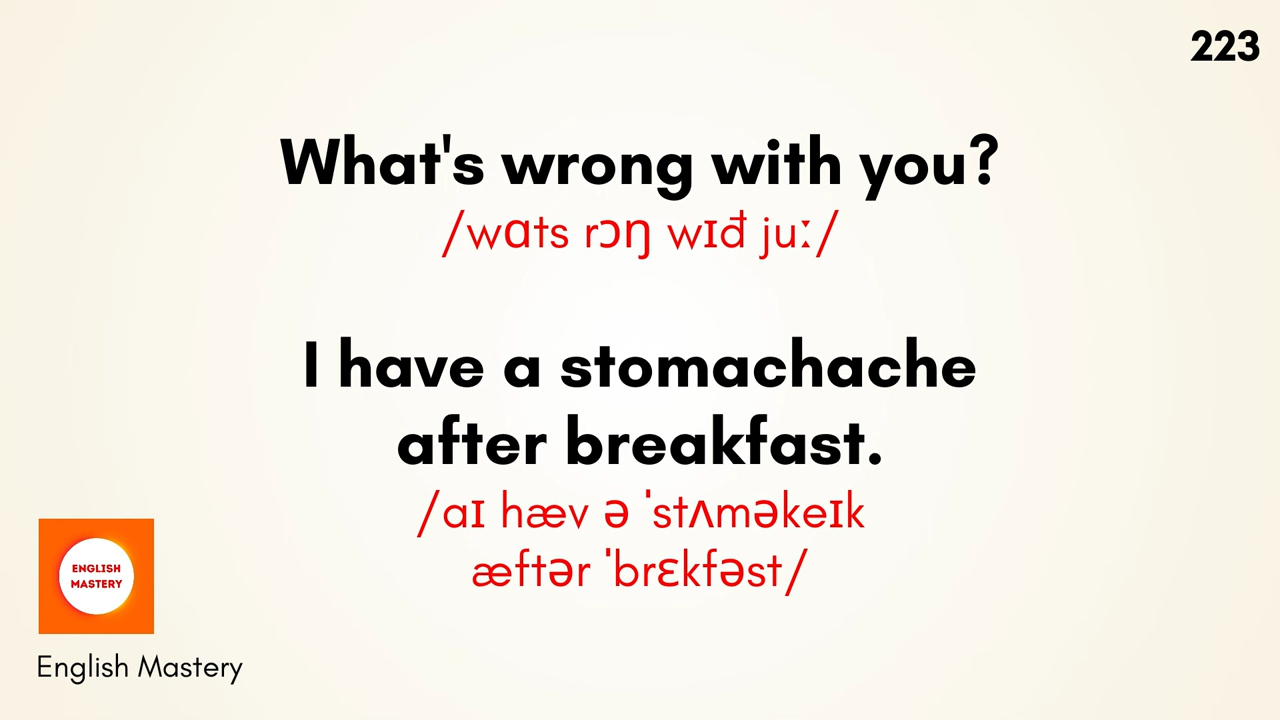 223
What's wrong with you?
/wɑts rɔŋ wɪđ juː/
I have a stomachache
after breakfast.
/aɪ hæv ə ˈstʌməkeɪk
æftər ˈbrɛkfəst/
ENGLISH
MASTERY
English Mastery